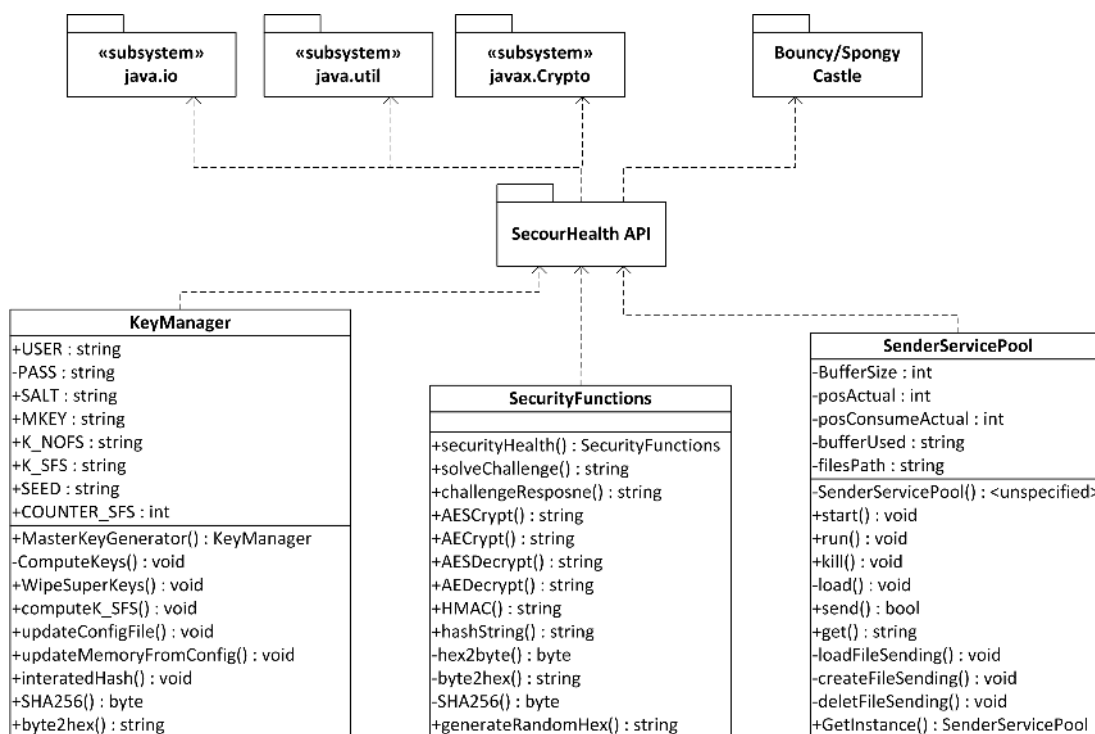 «subsystem»
java.io
«subsystem»
java.util
«subsystem»
javax.Crypto
Bouncy/Spongy
Castle
SecourHealth API
KeyManager
+USER : string
-PASS : string
+SALT : string
+MKEY : string
+K_NOFS : string
+K_SFS : string
+SEED : string
+COUNTER_SFS : int
+MasterKeyGenerator() : KeyManager
-ComputeKeys() : void
+WipeSuperKeys() : void
+computeK_SFS() : void
+updateConfigFile() : void
+updateMemoryFromConfig() : void
+interatedHash() : void
+SHA256() : byte
+byte2hex() : string
SecurityFunctions
+securityHealth() : SecurityFunctions
+solveChallenge() : string
+challengeResposne() : string
+AESCrypt() : string
+AECrypt() : string
+AESDecrypt() : string
+AEDecrypt() : string
+HMAC() : string
+hashString() : string
-hex2byte() : byte
-byte2hex() : string
-SHA256() : byte
+generateRandomHex() : string
SenderServicePool
-BufferSize : int
-posActual : int
-posConsumeActual : int
-bufferUsed : string
-filesPath : string
-SenderServicePool() : <unspecified>
+start() : void
+run() : void
+kill() : void
-load() : void
+send() : bool
+get() : string
-loadFileSending() : void
-createFileSending() : void
-deletFileSending() : void
+GetInstance() : SenderServicePool